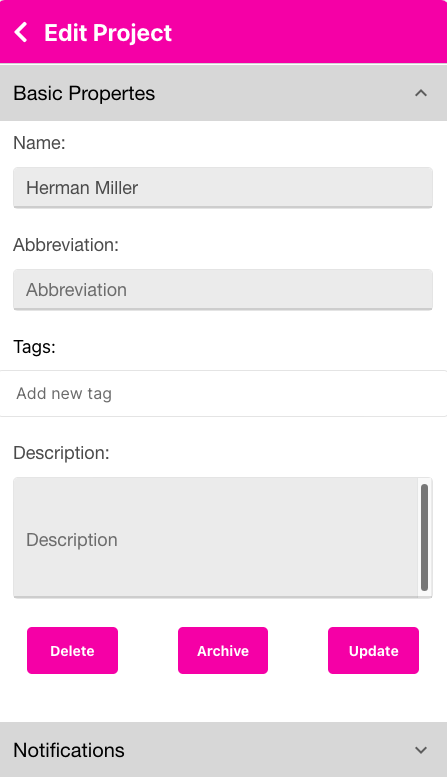 Edit Project
Basic Propertes
Name:
Herman Miller
Abbreviation:
Abbreviation
Tags:
Add new tag
Description:
Description
Delete Archive Update
Notifications